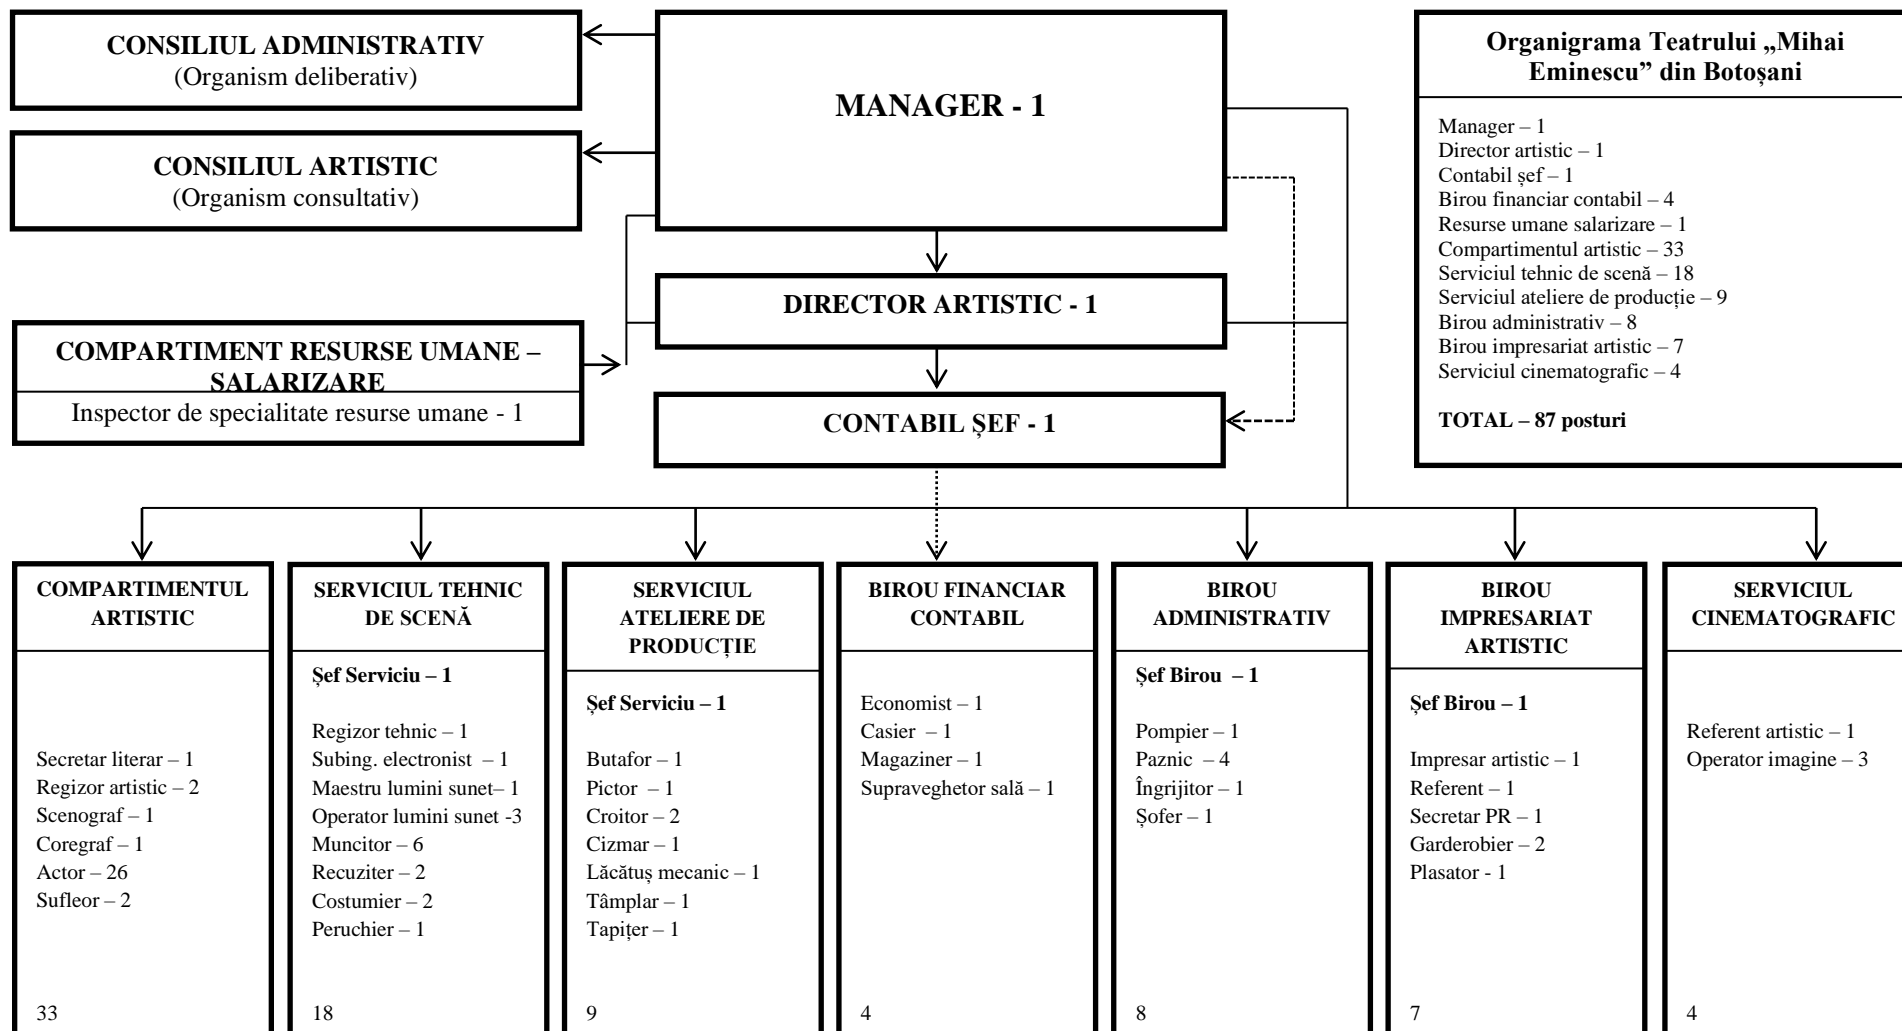 CONSILIUL ADMINISTRATIV
(Organism deliberativ)
CONSILIUL ARTISTIC
(Organism consultativ)
MANAGER - 1
Organigrama Teatrului „Mihai
Eminescu” din Botoșani
Manager – 1
Director artistic – 1
Contabil șef – 1
Birou financiar contabil – 4
Resurse umane salarizare – 1
Compartimentul artistic – 33
Serviciul tehnic de scenă – 18
Serviciul ateliere de producție – 9
Birou administrativ – 8
Birou impresariat artistic – 7
Serviciul cinematografic – 4
TOTAL – 87 posturi
DIRECTOR ARTISTIC - 1
COMPARTIMENT RESURSE UMANE –
SALARIZARE
Inspector de specialitate resurse umane - 1
CONTABIL ȘEF - 1
COMPARTIMENTUL
ARTISTIC
Secretar literar – 1
Regizor artistic – 2
Scenograf – 1
Coregraf – 1
Actor – 26
Sufleor – 2
33
SERVICIUL TEHNIC
DE SCENĂ
Șef Serviciu – 1
Regizor tehnic – 1
Subing. electronist – 1
Maestru lumini sunet– 1
Operator lumini sunet -3
Muncitor – 6
Recuziter – 2
Costumier – 2
Peruchier – 1
18
SERVICIUL
ATELIERE DE
PRODUCȚIE
Șef Serviciu – 1
Butafor – 1
Pictor – 1
Croitor – 2
Cizmar – 1
Lăcătuș mecanic – 1
Tâmplar – 1
Tapițer – 1
9
BIROU FINANCIAR
CONTABIL
Economist – 1
Casier – 1
Magaziner – 1
Supraveghetor sală – 1
4
BIROU
ADMINISTRATIV
Șef Birou – 1
Pompier – 1
Paznic – 4
Îngrijitor – 1
Șofer – 1
8
BIROU
IMPRESARIAT
ARTISTIC
Șef Birou – 1
Impresar artistic – 1
Referent – 1
Secretar PR – 1
Garderobier – 2
Plasator - 1
7
SERVICIUL
CINEMATOGRAFIC
Referent artistic – 1
Operator imagine – 3
4